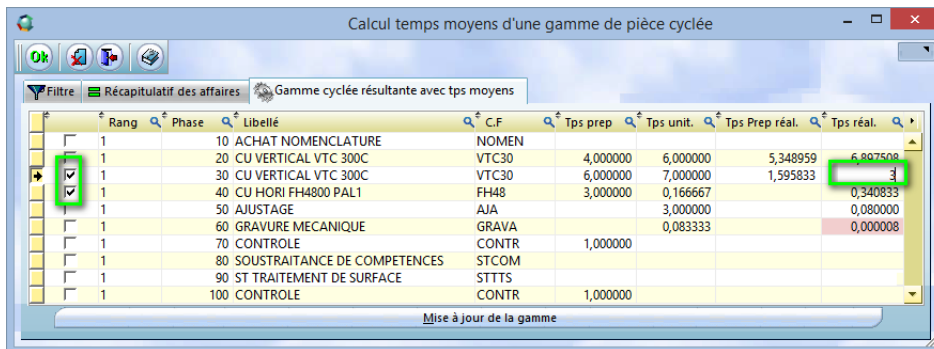 Calcul temps moyens d'une gamme de pièce cyclée
Ok
Filtre Récapitulatif des affaires Gamme cyclée résultante avec tps moyens
Rang Phase Libellé C.F Tps prep Tps unit. Tps Prep réal. Tps réal.
1 10 ACHAT NOMENCLATURE NOMEN
1 20 CU VERTICAL VTC 300C VTC30 4,000000 6,000000 5,348959 6,897508
1 30 CU VERTICAL VTC 300C VTC30 6,000000 7,000000 1,595833 3
1 40 CU HORI FH4800 PAL1 FH48 3,000000 0,166667 0,340833
1 50 AJUSTAGE AJA 3,000000 0,080000
1 60 GRAVURE MECANIQUE GRAVA 0,083333 0,000008
1 70 CONTROLE CONTR 1,000000
1 80 SOUSTRAITANCE DE COMPETENCES STCOM
1 90 ST TRAITEMENT DE SURFACE STTTS
1 100 CONTROLE CONTR 1,000000
Mise à jour de la gamme